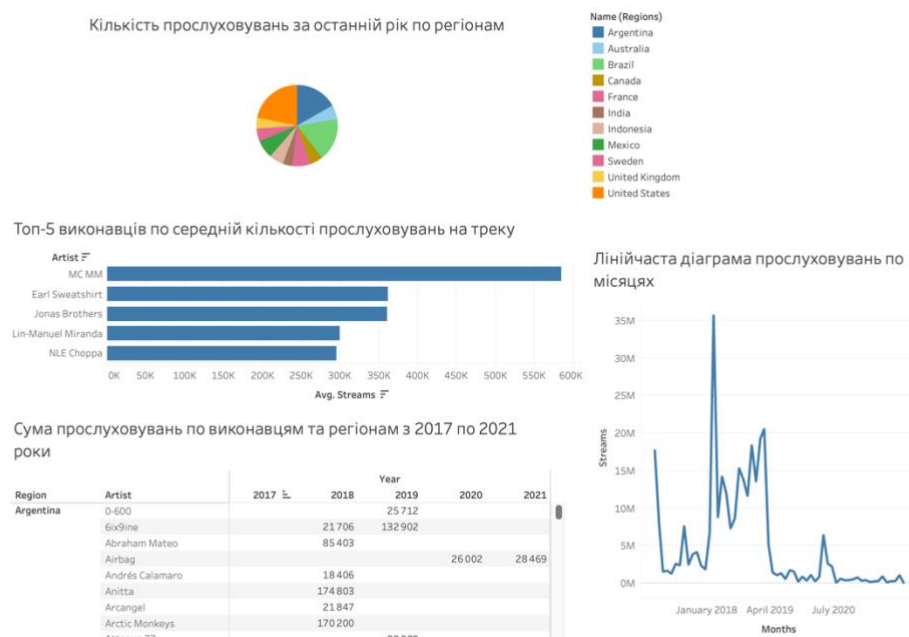 Кількість прослуховувань за останній рік по регіонам
Name (Regions)
Argentina
Australia
Brazil
Canada
France
India
Indonesia
Mexico
Sweden
United Kingdom
United States
Топ-5 виконавців по середній кількості прослуховувань на треку
Artist
MC MM
Earl Sweatshirt
Jonas Brothers
Lin-Manuel Miranda
NLE Choppa
0K 50K 100K 150K 200K 250K 300K 350K 400K 450K 500K 550K 600K
Avg. Streams
Лінійчаста діаграма прослуховувань по
місяцях
35M
30M
25M
20M
15M
10M
5M
0M
Streams
January 2018 April 2019 July 2020
Months
Сума прослуховувань по виконавцям та регіонам з 2017 по 2021
роки
Year
Region Artist 2017 2018 2019 2020 2021
Argentina 0-600 25 712
6ix9ine 21 706 132 902
Abraham Mateo 85 403
Airbag 26 002 28 469
Andrés Calamaro 18 406
Anitta 174 803
Arcangel 21 847
Arctic Monkeys 170 200